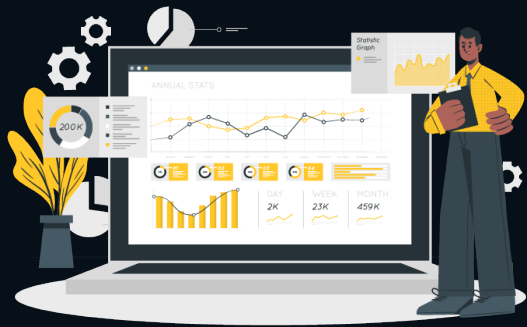 Statistic
Graph
ANNUAL STATS
200K
DAY
WEEK
MONTH
2K
23K
459K